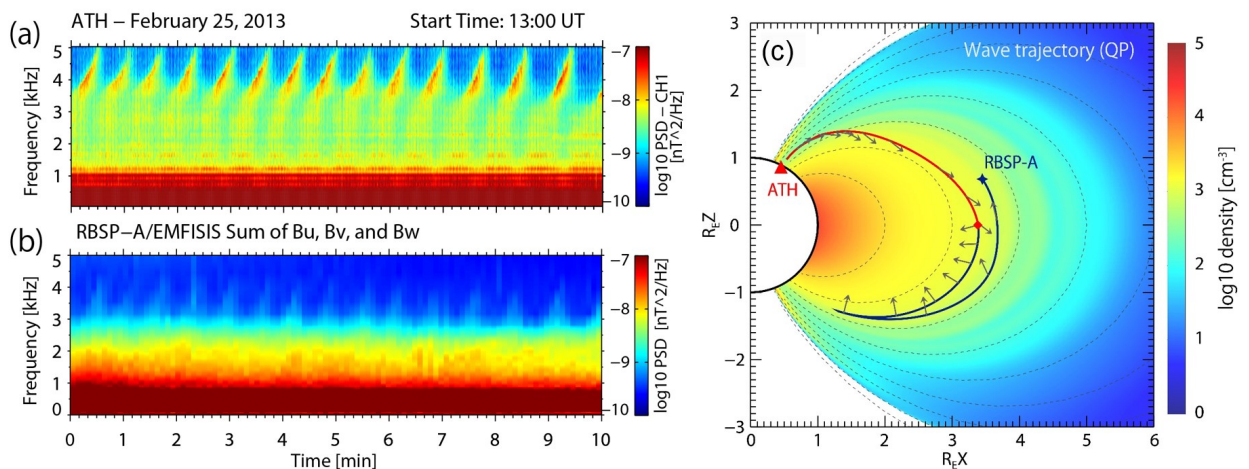 ATH – February 25, 2013 Start Time: 13:00 UT
(a)
5
4
3
2
1
Frequency [kHz]
−7
−8
−9
−10
log10 PSD – CH1
[nT^2/Hz]
(b)
RBSP−A/EMFISIS Sum of Bu, Bv, and Bw
5
4
3
2
1
0
Frequency [kHz]
−7
−8
−9
−10
log10 PSD [nT^2/Hz]
0 1 2 3 4 5 6 7 8 9 10
Time [min]
(c)
Wave trajectory (QP)
RBSP-A
ATH
3
2
1
0
−1
−2
−3
REZ
0 1 2 3 4 5 6
REX
5
4
3
2
1
0
log10 density [cm-3]